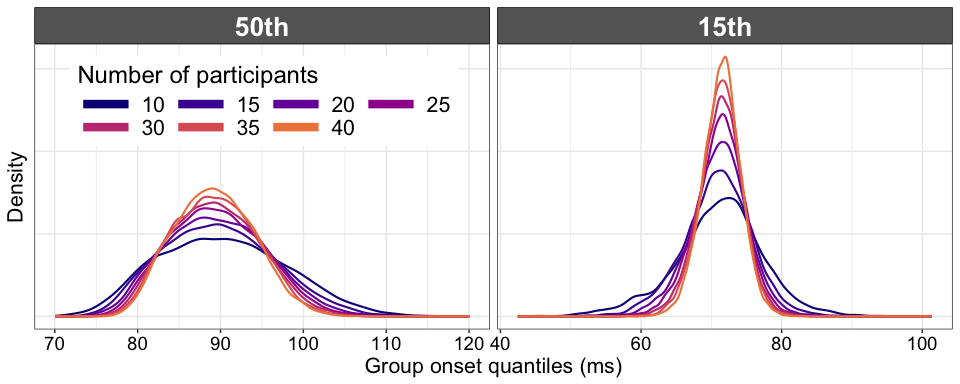 50th 15th
Number of participants
10 15 20 25
30 35 40
Density
70 80 90 100 110 120 40 60 80 100
Group onset quantiles (ms)